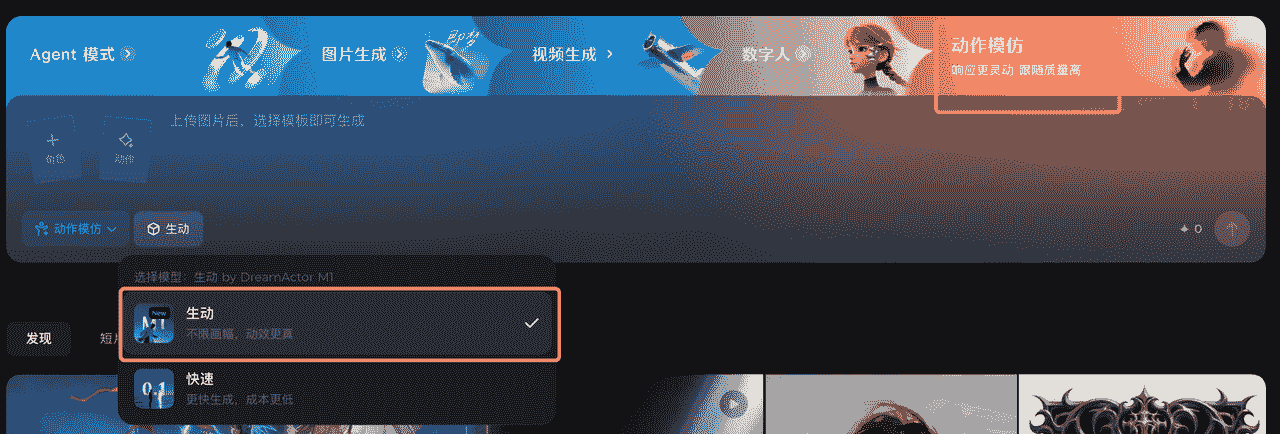 Agent 模式
图片生成
即梦
视频生成
数字人
动作模仿
响应更灵动 跟随质量高
上传图片后，选择模板即可生成
角色
动作
动作模仿
生动
0
选择模型：生动 by DreamActor M1
New
M1
生动
不限画幅，动效更真
0.1
快速
更快生成，成本更低
发现
短片